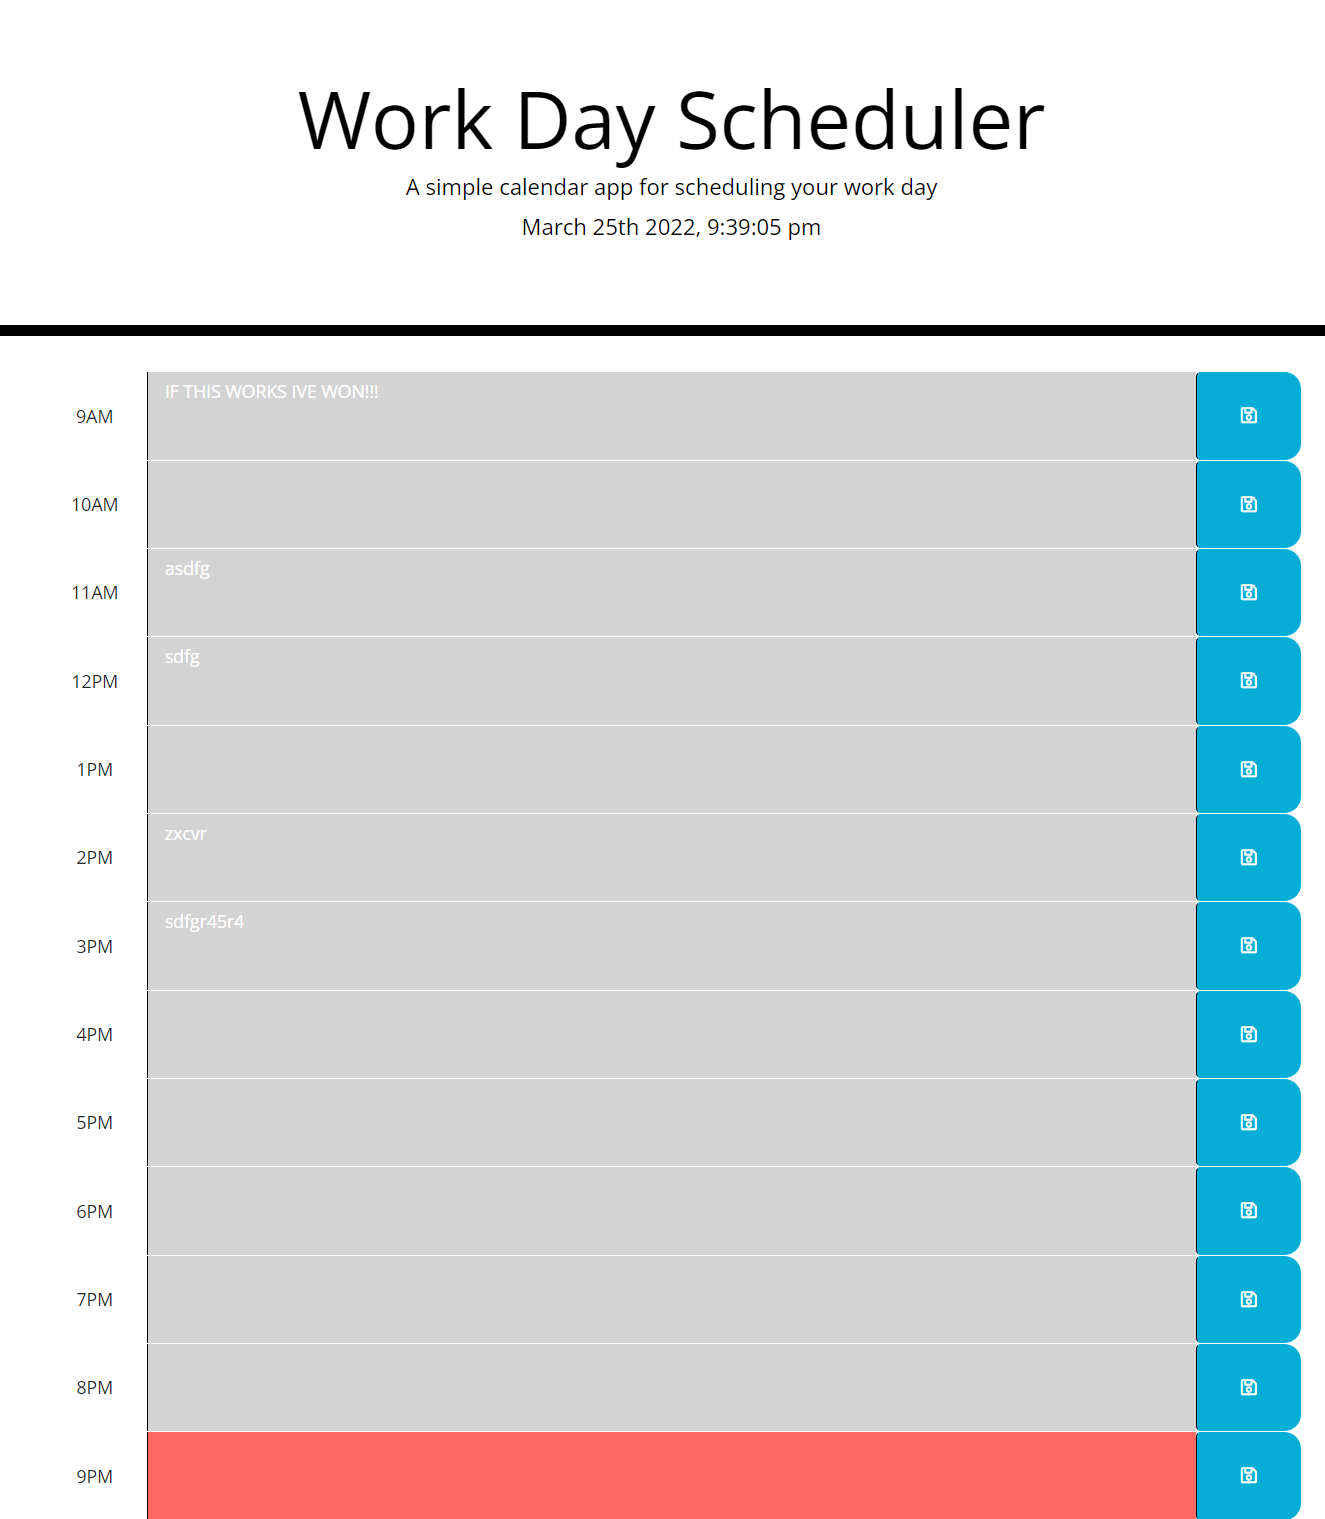 Work Day Scheduler
A simple calendar app for scheduling your work day
March 25th 2022, 9:39:05 pm
9AM
IF THIS WORKS IVE WON!!!
10AM
11AM
asdfg
12PM
sdfg
1PM
2PM
zxcvr
3PM
sdfgr45r4
4PM
5PM
6PM
7PM
8PM
9PM